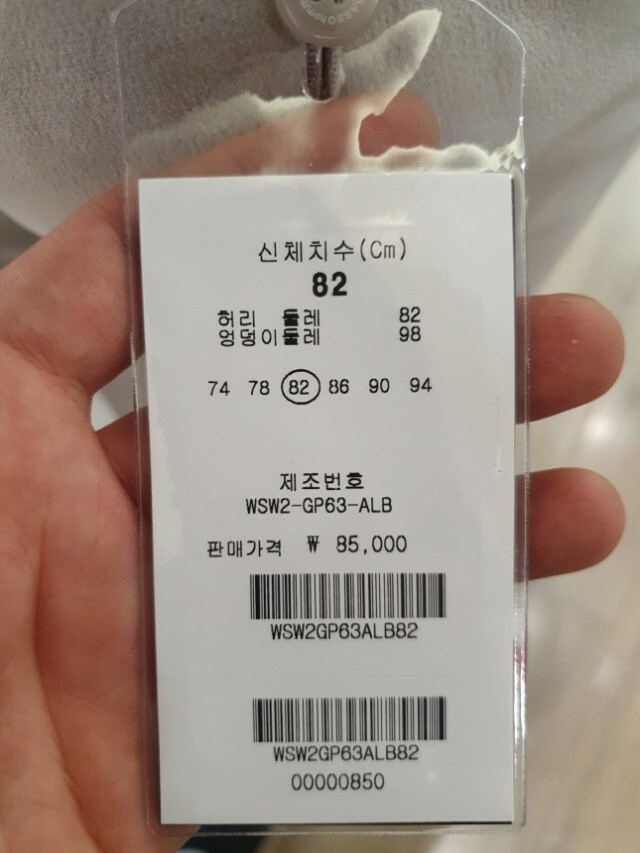 신체치수(Cm)
82
허리 둘레 82
엉덩이둘레 98
74 78 82 86 90 94
제조번호
WSW2-GP63-ALB
판매가격 ₩ 85,000
WSW2GP63ALB82
WSW2GP63ALB82
00000850